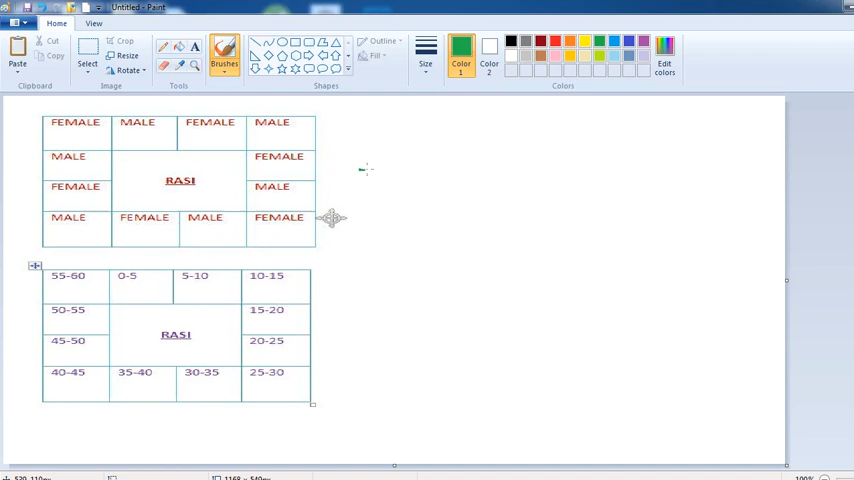 Untitled - Paint
Home View
Paste
Cut
Copy
Clipboard
Select
Crop
Resize
Rotate
Image
A
Tools
Brushes
Outline
Fill
Shapes
Size
Color 1
Color 2
Edit colors
Colors
FEMALE MALE FEMALE MALE
MALE FEMALE
RASI
FEMALE MALE
MALE FEMALE MALE FEMALE
55-60 0-5 5-10 10-15
50-55 15-20
RASI
45-50 20-25
40-45 35-40 30-35 25-30
1168 × 540px
100%